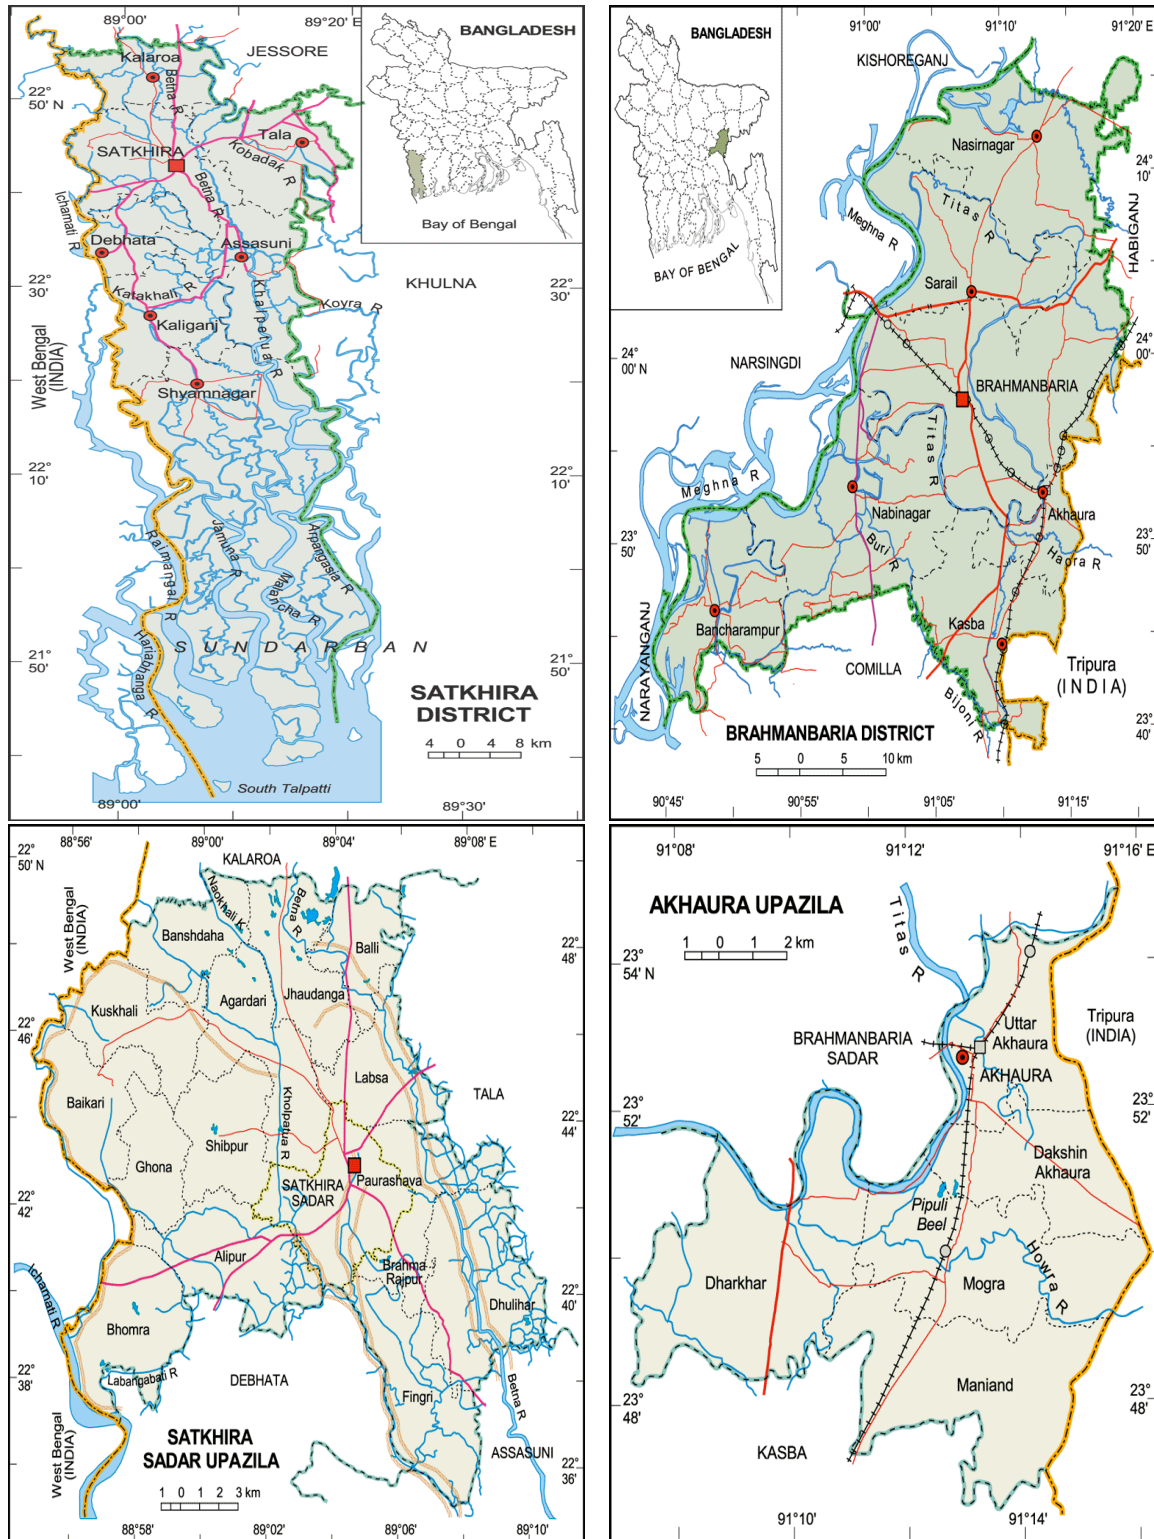 89°00'
89°20' E
BANGLADESH
JESSORE
Kalaroa
Betna R
22°
50' N
Tala
SATKHIRA
Kobadak R
Betna R
Ichamati R
Bay of Bengal
Debhata
Assasuni
22°
30'
Katakhali R
Khalpetua R
KHULNA
22°
30'
Koyra R
Kaliganj
West Bengal
(INDIA)
Shyamnagar
22°
10'
22°
10'
Raimangal R
Jamuna R
Malancha R
Arpangasia R
Hariabhanga R
SUNDARBAN
21°
50'
21°
50'
SATKHIRA
DISTRICT
4 0 4 8 km
South Talpatti
89°00'
89°30'
91°00'
91°10'
91°20' E
BANGLADESH
KISHOREGANJ
Nasirnagar
24°
10'
Titas R
Meghna R
HABIGANJ
BAY OF BENGAL
Sarail
24°
00'
24°
00' N
NARSINGDI
BRAHMANBARIA
Titas R
Meghna R
Nabinagar
Akhaura
23°
50'
23°
50'
Buri R
Haora R
Bancharampur
Kasba
NARAYANGANJ
COMILLA
Tripura
(INDIA)
Bijoni R
23°
40'
BRAHMANBARIA DISTRICT
5 0 5 10 km
90°45'
90°55'
91°05'
91°15'
88°56'
89°00'
89°04'
89°08' E
22°
50' N
KALAROA
West Bengal
(INDIA)
Naokhali K
Betna R
Banshdaha
Balli
22°
48'
Kuskhali
Agardari
Jhaudanga
22°
46'
Labsa
Baikari
Kholpatua R
TALA
22°
44'
Shibpur
Ghona
SATKHIRA
SADAR
Paurashava
22°
42'
Alipur
Brahma
Rajpur
Ichamati R
22°
40'
Dhulihar
Bhomra
22°
38'
Labangabati R
DEBHATA
Fingri
Betna R
West Bengal
(INDIA)
SATKHIRA
SADAR UPAZILA
ASSASUNI
22°
36'
1 0 1 2 3 km
88°58'
89°02'
89°06'
89°10'
91°08'
91°12'
91°16' E
AKHAURA UPAZILA
1 0 1 2 km
Titas R
23°
54' N
Uttar
Akhaura
Tripura
(INDIA)
BRAHMANBARIA
SADAR
AKHAURA
23°
52'
23°
52'
Dakshin
Akhaura
Pipuli
Beel
Howra R
Dharkhar
Mogra
Maniand
23°
48'
23°
48'
KASBA
91°10'
91°14'